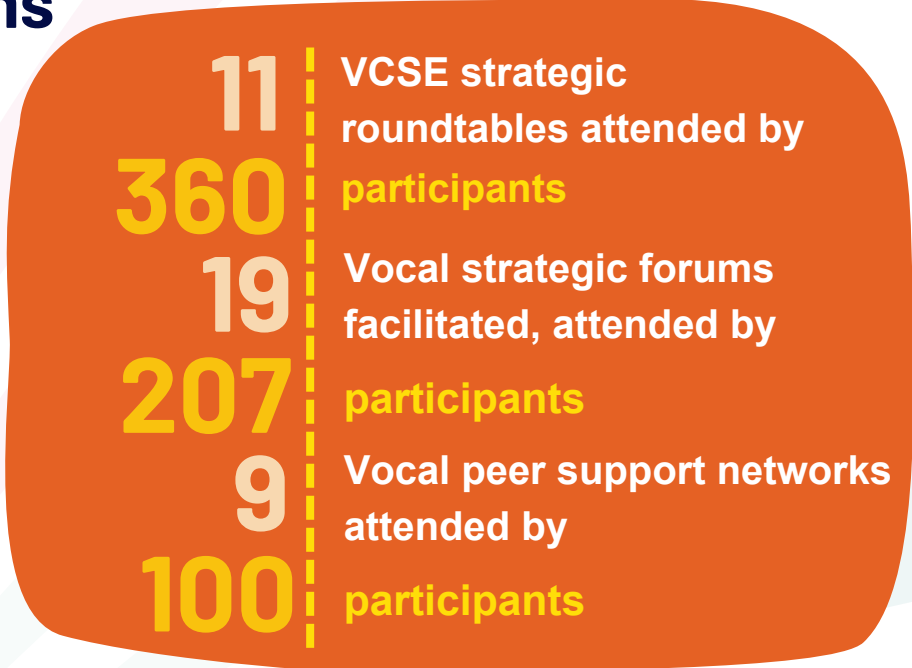 ns
11 VCSE strategic
roundtables attended by
360 participants
19 Vocal strategic forums
facilitated, attended by
207 participants
9 Vocal peer support networks
attended by
100 participants